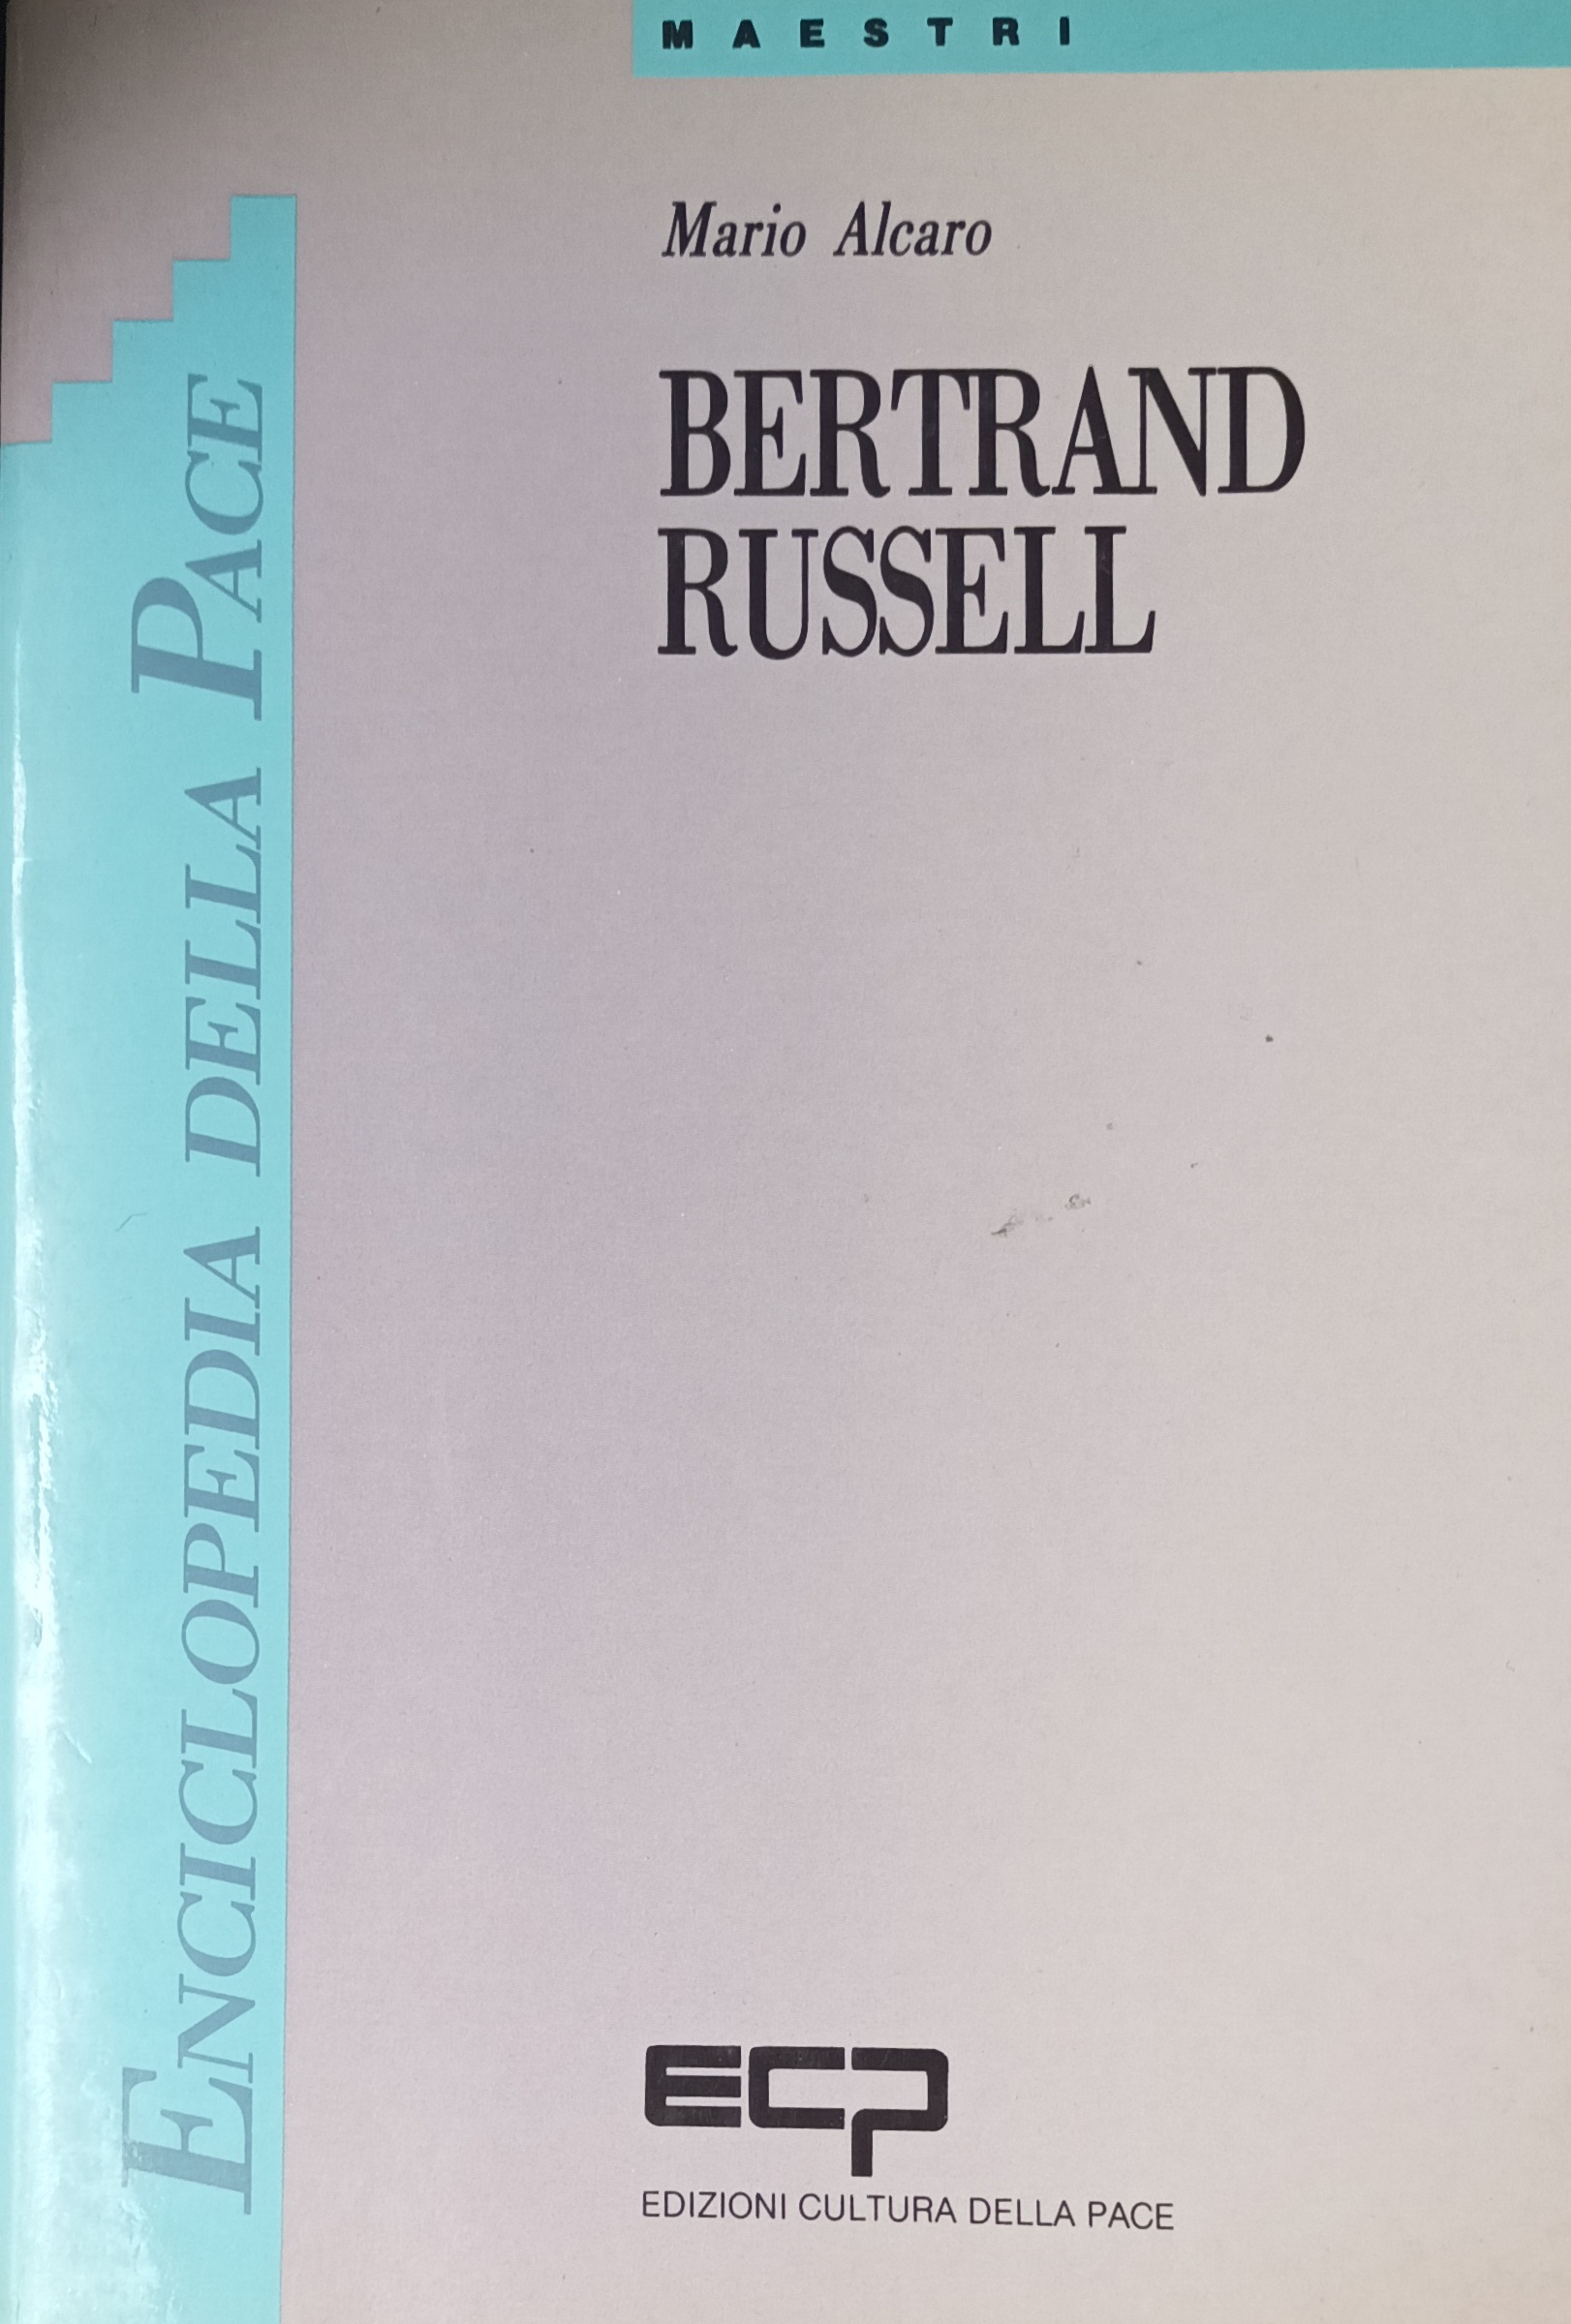 MAESTRI
Mario Alcaro
BERTRAND
RUSSELL
ENCICLOPEDIA DELLA PACE
ECP
EDIZIONI CULTURA DELLA PACE